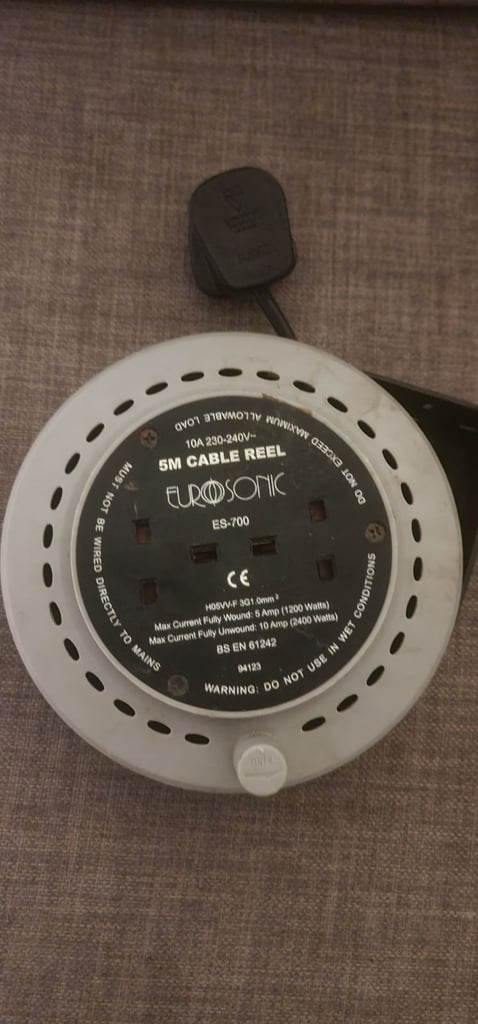 DO NOT EXCEED MAXIMUM ALLOWABLE LOAD
10A 230-240V~
5M CABLE REEL
EUROSONIC
ES-700
CE
H05VV-F 3G1.0mm²
Max Current Fully Wound: 5 Amp (1200 Watts)
Max Current Fully Unwound: 10 Amp (2400 Watts)
BS EN 61242
94123
MUST NOT BE WIRED DIRECTLY TO MAINS
WARNING: DO NOT USE IN WET CONDITIONS